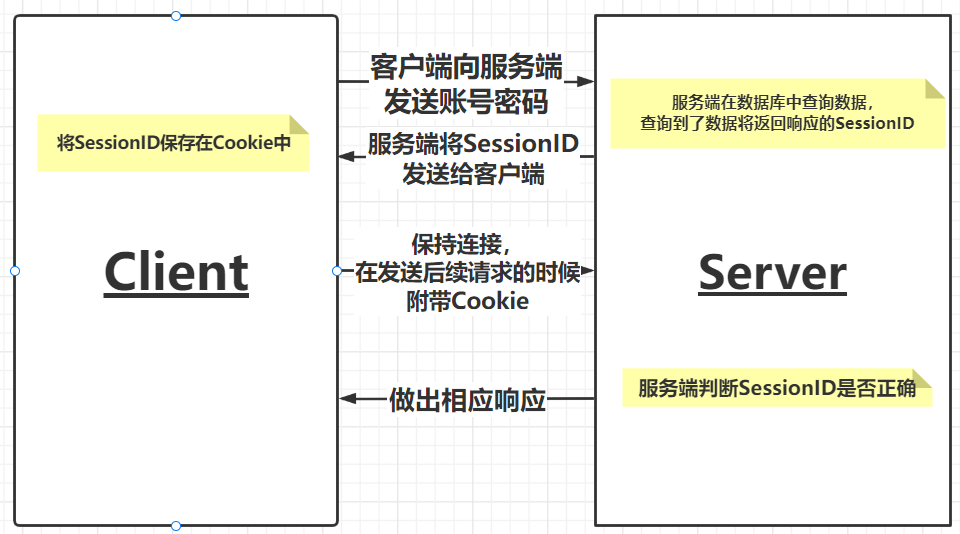 客户端向服务端
发送账号密码
服务端在数据库中查询数据，
查询到了数据将返回响应的SessionID
将SessionID保存在Cookie中
服务端将SessionID
发送给客户端
Client
保持连接，
在发送后续请求的时候
附带Cookie
Server
服务端判断SessionID是否正确
做出相应响应